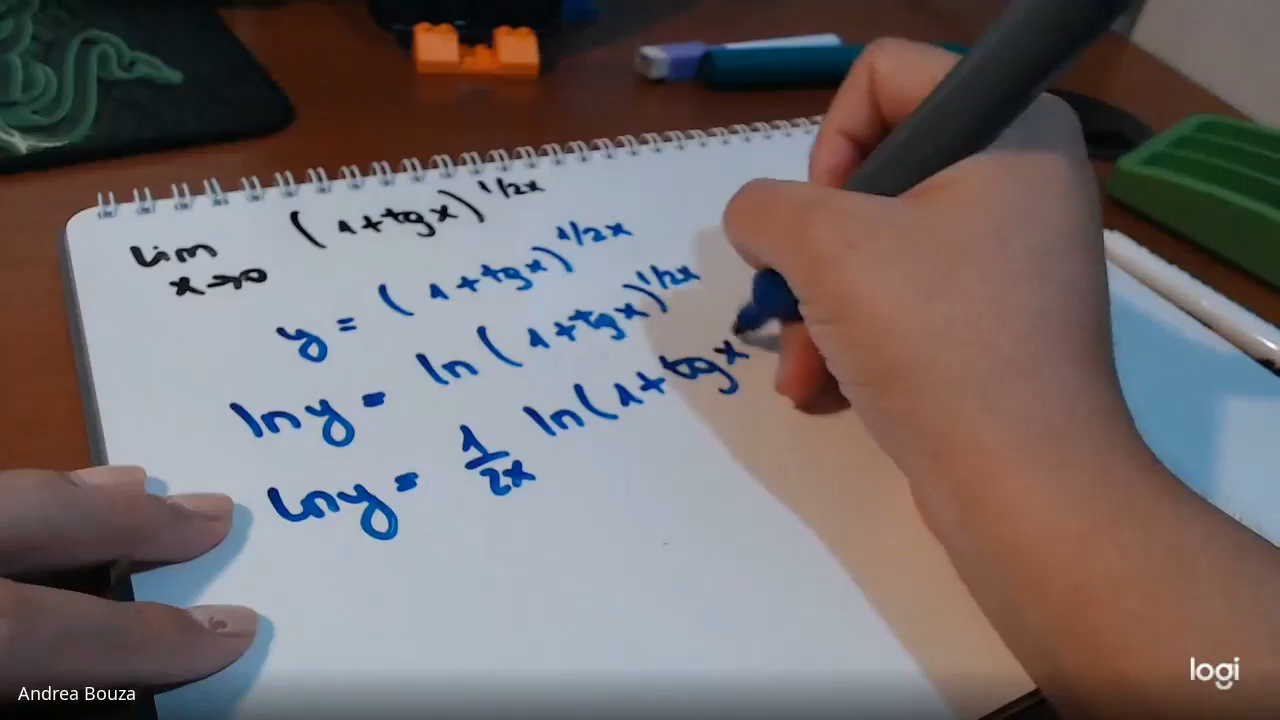 lim (1+tgx)^1/2x
x→0
y = (1+tgx)^1/2x
lny = ln(1+tgx)^1/2x
lny = 1/2x ln(1+tgx
logi
Andrea Bouza